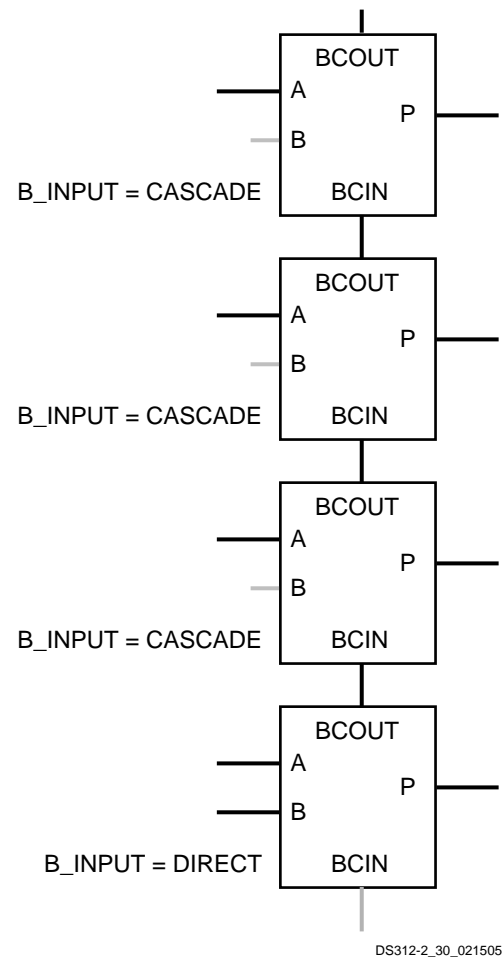 BCOUT
A
P
B
B_INPUT = CASCADE
BCIN
BCOUT
A
P
B
B_INPUT = CASCADE
BCIN
BCOUT
A
P
B
B_INPUT = CASCADE
BCIN
BCOUT
A
P
B
B_INPUT = DIRECT
BCIN
DS312-2_30_021505